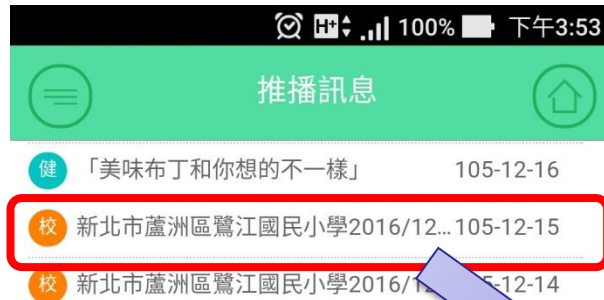 H+ 100% 下午3:53
推播訊息
健 「美味布丁和你想的不一樣」 105-12-16
校 新北市蘆洲區鷺江國民小學2016/12... 105-12-15
校 新北市蘆洲區鷺江國民小學2016/ 5-12-14